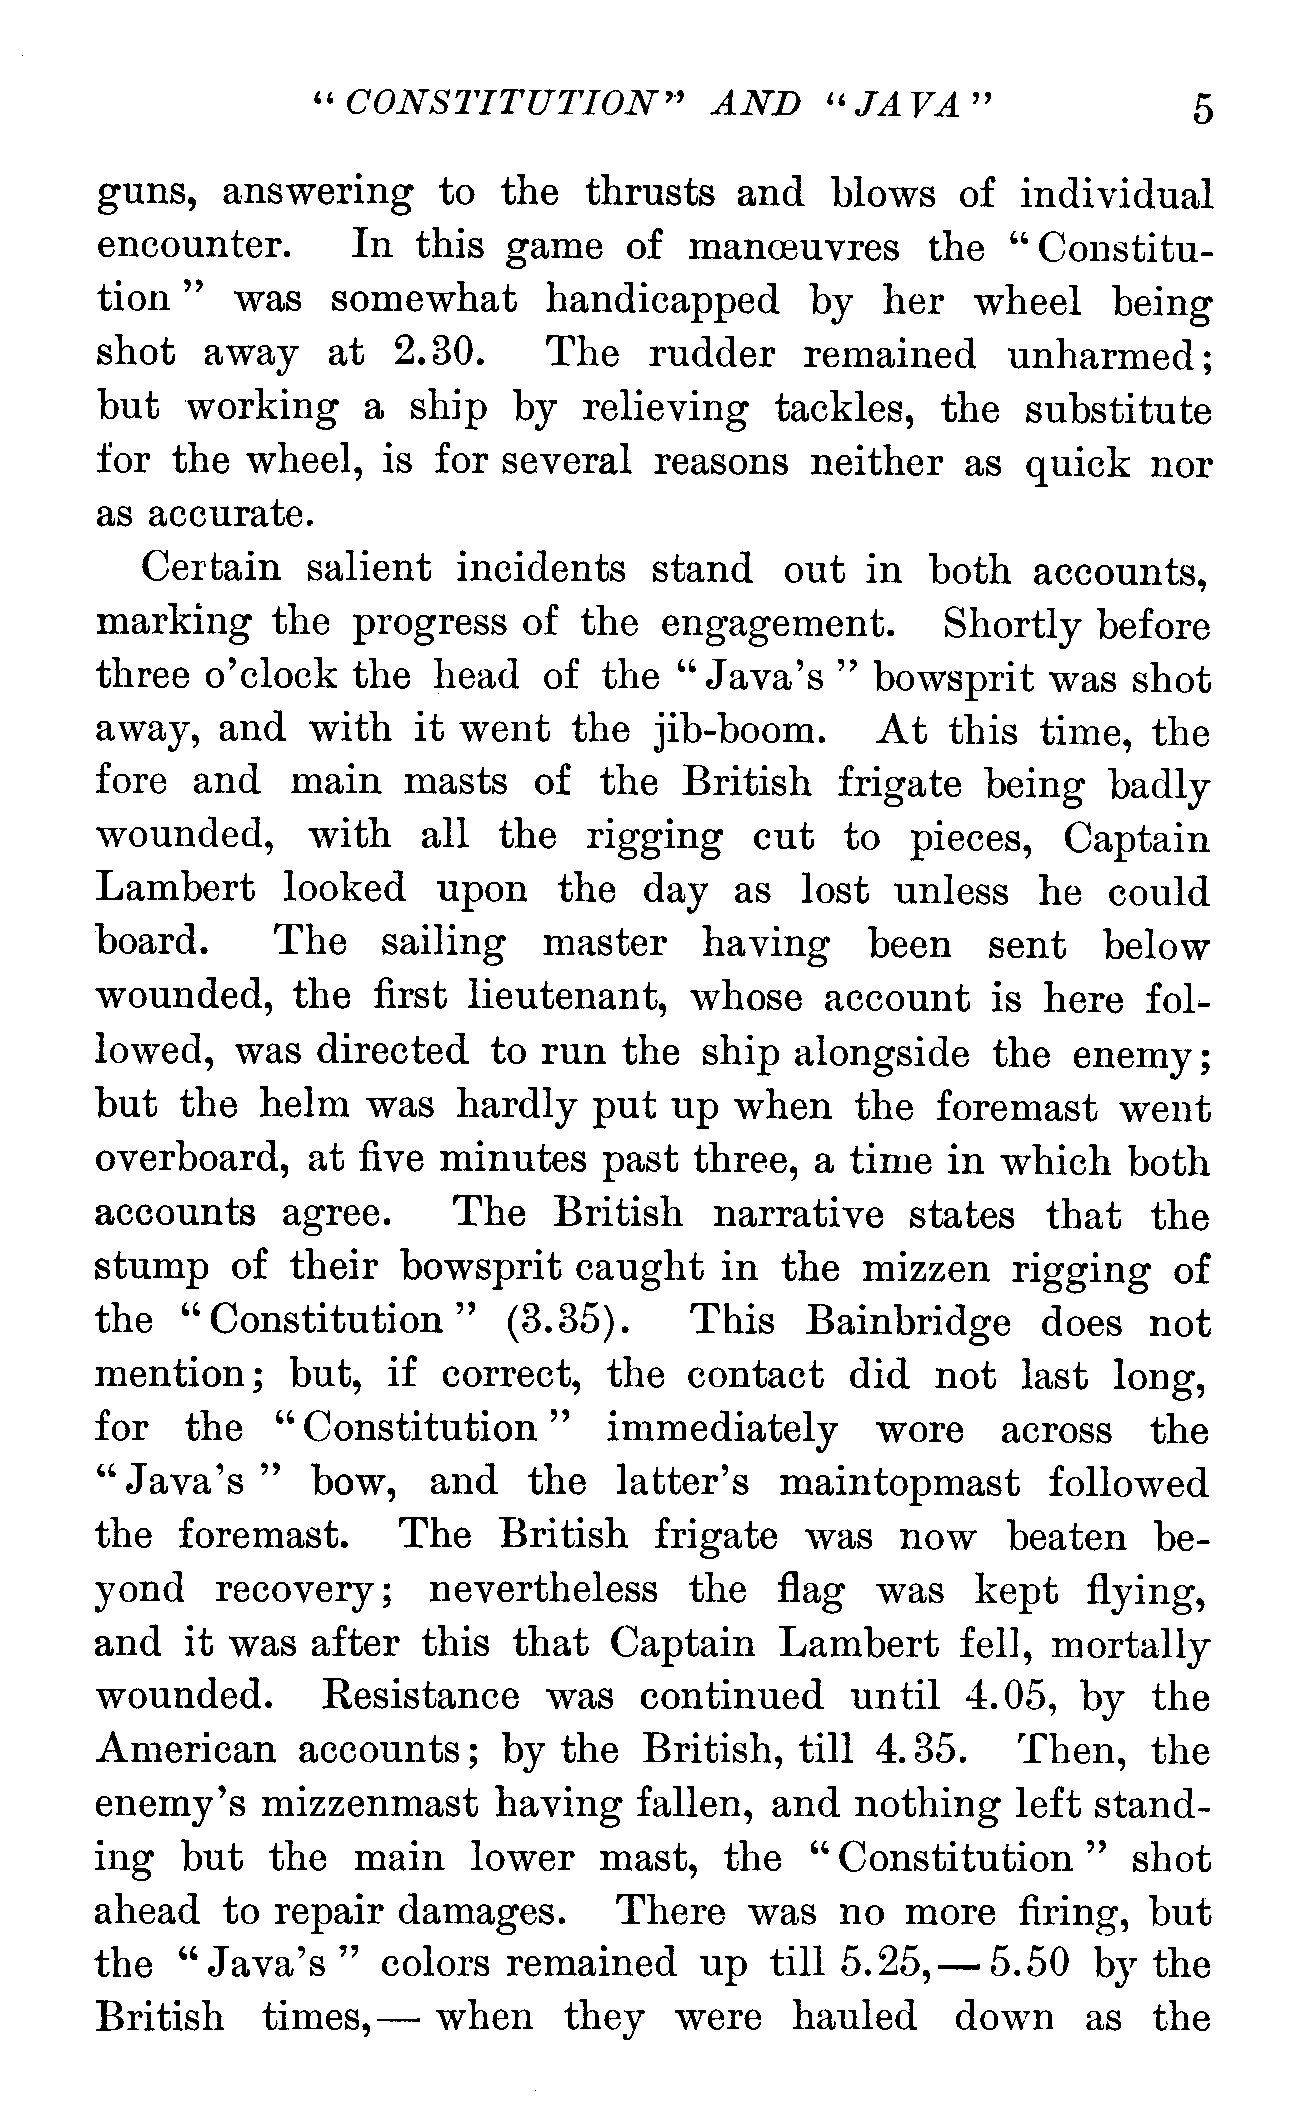 “CONSTITUTION” AND “JAVA” 5
guns, answering to the thrusts and blows of individual
encounter. In this game of manœuvres the “Constitu-
tion” was somewhat handicapped by her wheel being
shot away at 2.30. The rudder remained unharmed;
but working a ship by relieving tackles, the substitute
for the wheel, is for several reasons neither as quick nor
as accurate.
Certain salient incidents stand out in both accounts,
marking the progress of the engagement. Shortly before
three o’clock the head of the “Java’s” bowsprit was shot
away, and with it went the jib-boom. At this time, the
fore and main masts of the British frigate being badly
wounded, with all the rigging cut to pieces, Captain
Lambert looked upon the day as lost unless he could
board. The sailing master having been sent below
wounded, the first lieutenant, whose account is here fol-
lowed, was directed to run the ship alongside the enemy;
but the helm was hardly put up when the foremast went
overboard, at five minutes past three, a time in which both
accounts agree. The British narrative states that the
stump of their bowsprit caught in the mizzen rigging of
the “Constitution” (3.35). This Bainbridge does not
mention; but, if correct, the contact did not last long,
for the “Constitution” immediately wore across the
“Java’s” bow, and the latter’s maintopmast followed
the foremast. The British frigate was now beaten be-
yond recovery; nevertheless the flag was kept flying,
and it was after this that Captain Lambert fell, mortally
wounded. Resistance was continued until 4.05, by the
American accounts; by the British, till 4.35. Then, the
enemy’s mizzenmast having fallen, and nothing left stand-
ing but the main lower mast, the “Constitution” shot
ahead to repair damages. There was no more firing, but
the “Java’s” colors remained up till 5.25,—5.50 by the
British times,—when they were hauled down as the